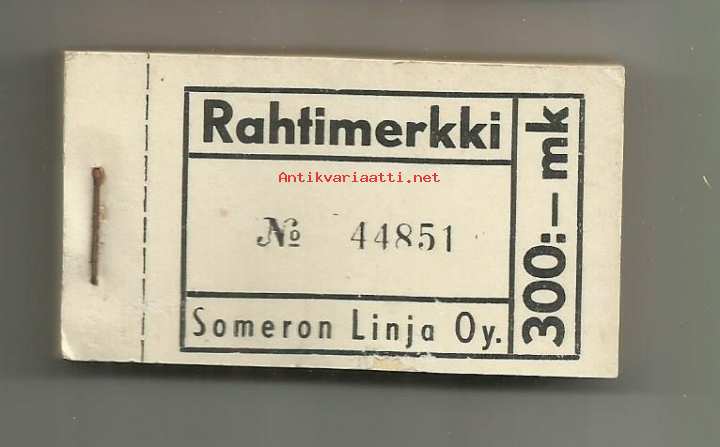 Rahtimerkki
Antikvariaatti.net
№ 44851
Someron Linja Oy.
300:– mk